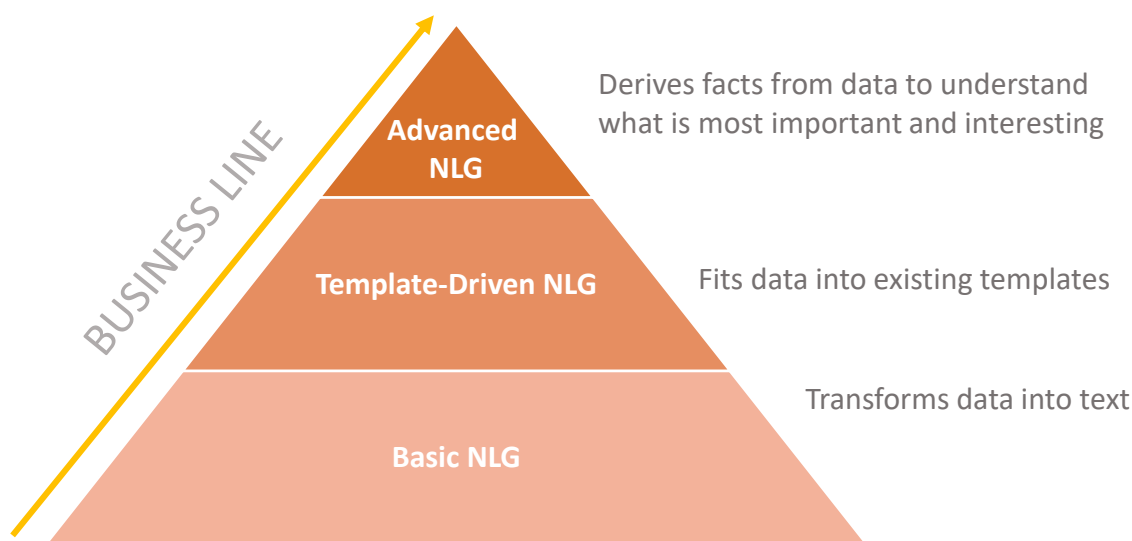 BUSINESS LINE
Advanced
NLG
Derives facts from data to understand
what is most important and interesting
Template-Driven NLG
Fits data into existing templates
Basic NLG
Transforms data into text